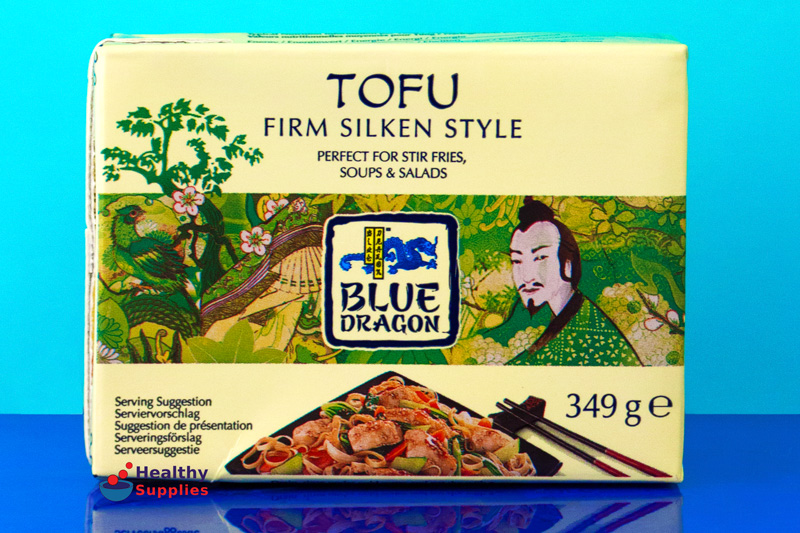 TOFU
FIRM SILKEN STYLE
PERFECT FOR STIR FRIES,
SOUPS & SALADS
BLUE
DRAGON
Serving Suggestion
Serviervorschlag
Suggestion de présentation
Serveringsförslag
Serveersuggestie
349 g e
Healthy
Supplies